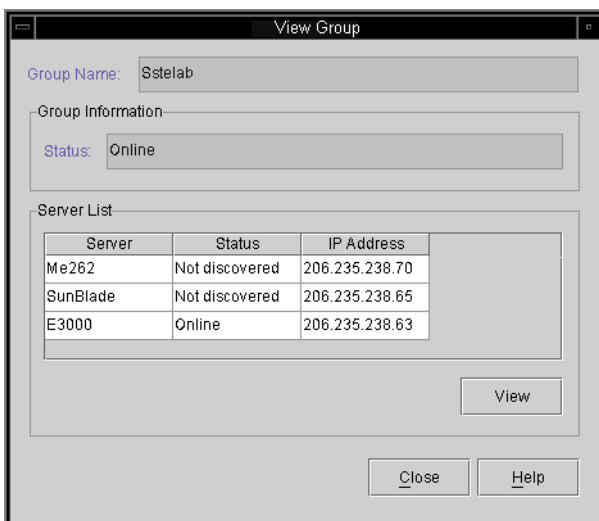 View Group
Group Name: Sstelab
Group Information
Status: Online
Server List
Server Status IP Address
Me262 Not discovered 206.235.238.70
SunBlade Not discovered 206.235.238.65
E3000 Online 206.235.238.63
View
Close Help